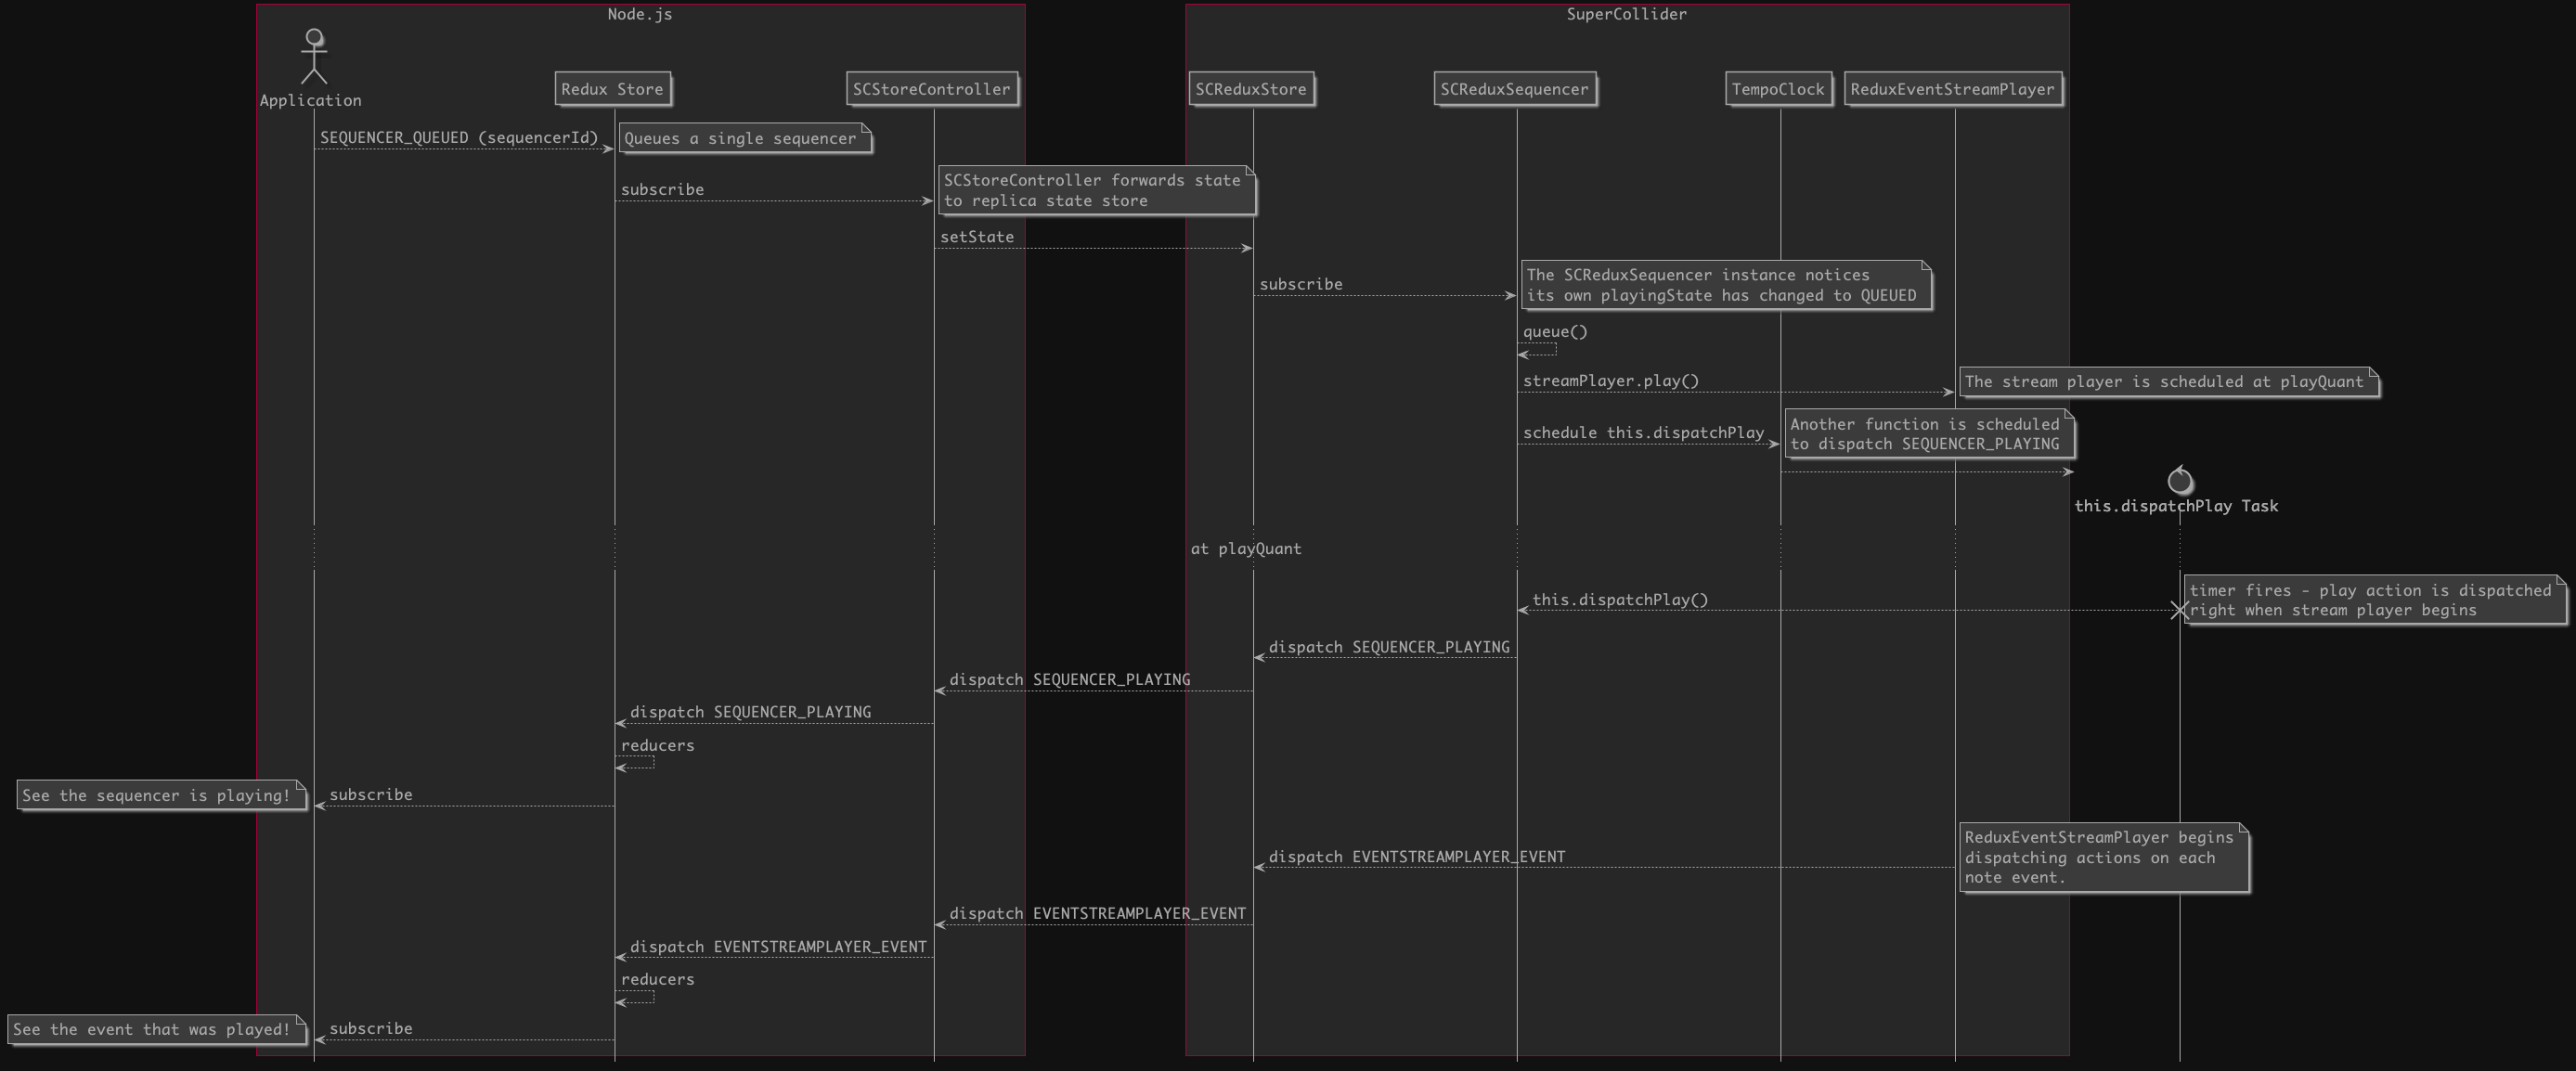 Node.js
SuperCollider
Application
Redux Store
SCStoreController
SCReduxStore
SCReduxSequencer
TempoClock
ReduxEventStreamPlayer
SEQUENCER_QUEUED (sequencerId)
Queues a single sequencer
subscribe
SCStoreController forwards state
to replica state store
setState
subscribe
The SCReduxSequencer instance notices
its own playingState has changed to QUEUED
queue()
streamPlayer.play()
The stream player is scheduled at playQuant
schedule this.dispatchPlay
Another function is scheduled
to dispatch SEQUENCER_PLAYING
this.dispatchPlay Task
at playQuant
this.dispatchPlay()
timer fires - play action is dispatched
right when stream player begins
dispatch SEQUENCER_PLAYING
dispatch SEQUENCER_PLAYING
dispatch SEQUENCER_PLAYING
reducers
See the sequencer is playing!
subscribe
dispatch EVENTSTREAMPLAYER_EVENT
ReduxEventStreamPlayer begins
dispatching actions on each
note event.
dispatch EVENTSTREAMPLAYER_EVENT
dispatch EVENTSTREAMPLAYER_EVENT
reducers
See the event that was played!
subscribe